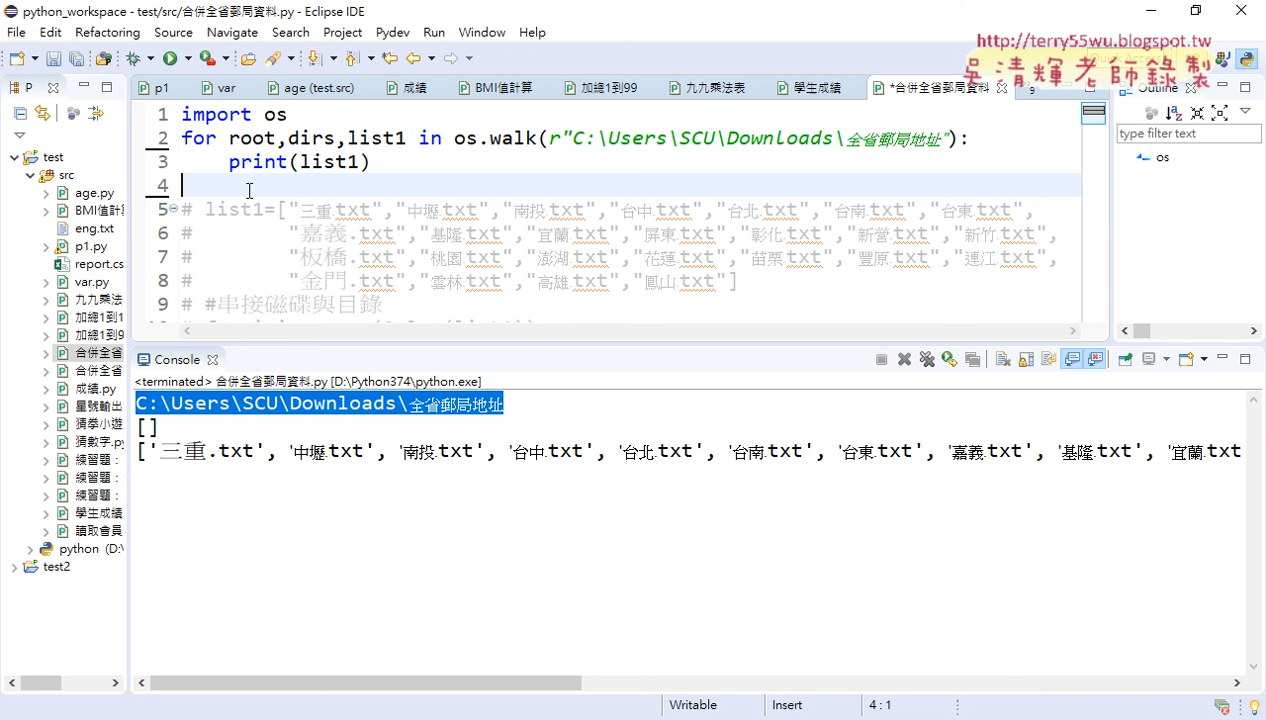 python_workspace - test/src/合併全省郵局資料.py - Eclipse IDE
File Edit Refactoring Source Navigate Search Project Pydev Run Window Help
http://terry55wu.blogspot.tw
吳清輝老師錄製
P
p1 var age (test.src) 成績 BMI值計算 加總1到99 九九乘法表 學生成績 *合併全省郵局資料 Outline
type filter text
os
test
src
age.py
BMI值計
eng.txt
p1.py
report.cs
var.py
九九乘法
加總1到1
加總1到9
合併全省
合併全省
成績.py
星號輸出
猜拳小遊
猜數字.py
練習題：
練習題：
練習題：
學生成績
讀取會員
python (D:\
test2
1 import os
2 for root,dirs,list1 in os.walk(r"C:\Users\SCU\Downloads\全省郵局地址"):
3 print(list1)
4
5 # list1=["三重.txt","中壢.txt","南投.txt","台中.txt","台北.txt","台南.txt","台東.txt",
6 # "嘉義.txt","基隆.txt","宜蘭.txt","屏東.txt","彰化.txt","新營.txt","新竹.txt",
7 # "板橋.txt","桃園.txt","澎湖.txt","花蓮.txt","苗栗.txt","豐原.txt","連江.txt",
8 # "金門.txt","雲林.txt","高雄.txt","鳳山.txt"]
9 # #串接磁碟與目錄
Console
<terminated> 合併全省郵局資料.py [D:\Python374\python.exe]
C:\Users\SCU\Downloads\全省郵局地址
[]
['三重.txt', '中壢.txt', '南投.txt', '台中.txt', '台北.txt', '台南.txt', '台東.txt', '嘉義.txt', '基隆.txt', '宜蘭.txt
Writable Insert 4 : 1